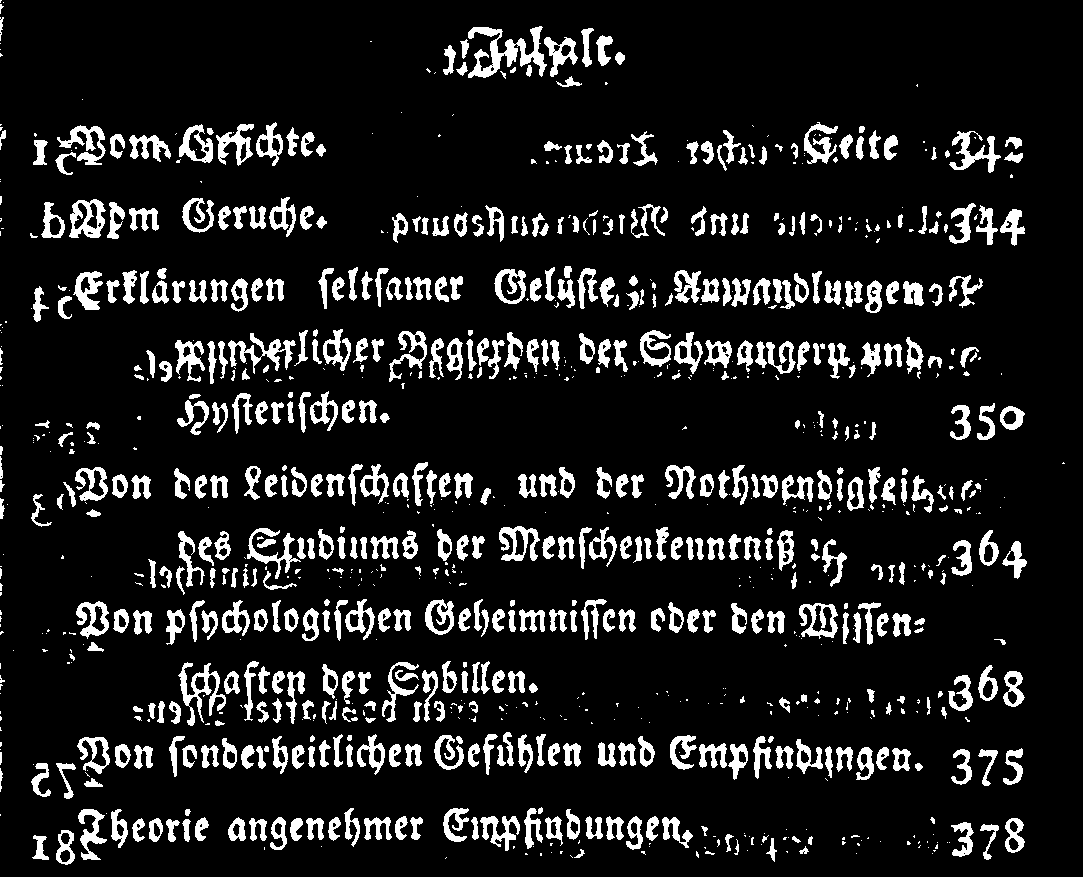 Inhalt.
Vom Gesichte. Seite 342
Vom Geruche. 344
Erklärungen seltsamer Gelüste, Anwandlungen
wunderlicher Begierden der Schwangern und
Hysterischen. 350
Von den Leidenschaften, und der Nothwendigkeit
des Studiums der Menschenkenntniß 364
Von psychologischen Geheimnissen oder den Wissen-
schaften der Sybillen. 368
Von sonderheitlichen Gefühlen und Empfindungen. 375
Theorie angenehmer Empfindungen. 378